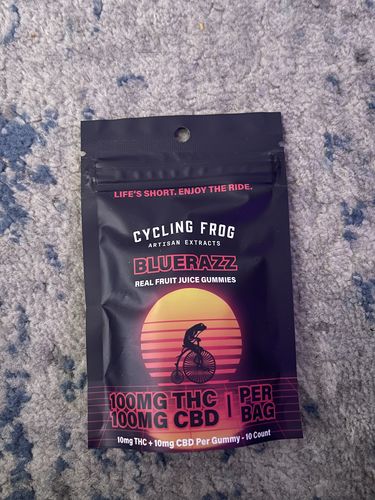 LIFE'S SHORT. ENJOY THE RIDE.
CYCLING FROG
ARTISAN EXTRACTS
BLUERAZZ
REAL FRUIT JUICE GUMMIES
100MG THC
100MG CBD
PER
BAG
10mg THC + 10mg CBD Per Gummy - 10 Count